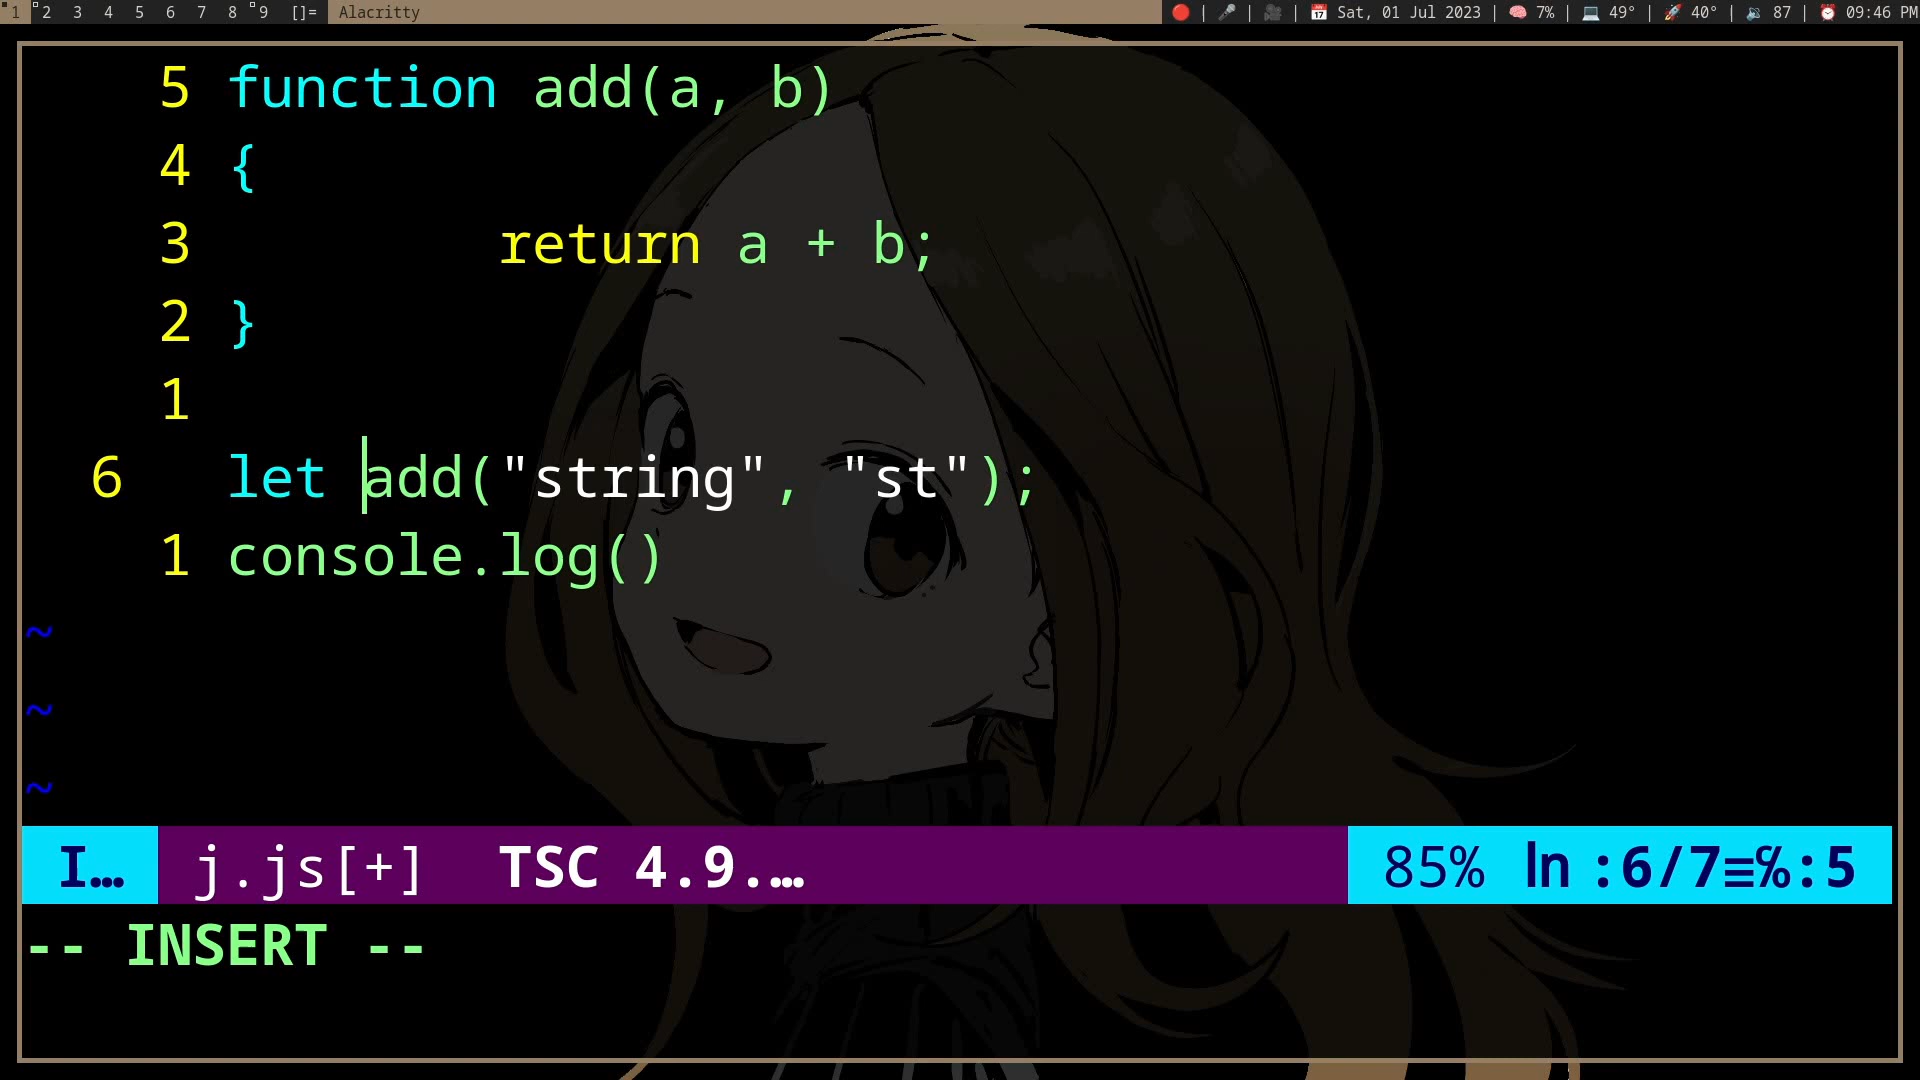 1 2 3 4 5 6 7 8 9 []= Alacritty | | | Sat, 01 Jul 2023 | 7% | 49° | 40° | 87 | 09:46 PM
5 function add(a, b)
4 {
3 return a + b;
2 }
1
6 let add("string", "st");
1 console.log()
~
~
~
I… j.js[+] TSC 4.9.… 85% ㏑ :6/7≡℅:5
-- INSERT --